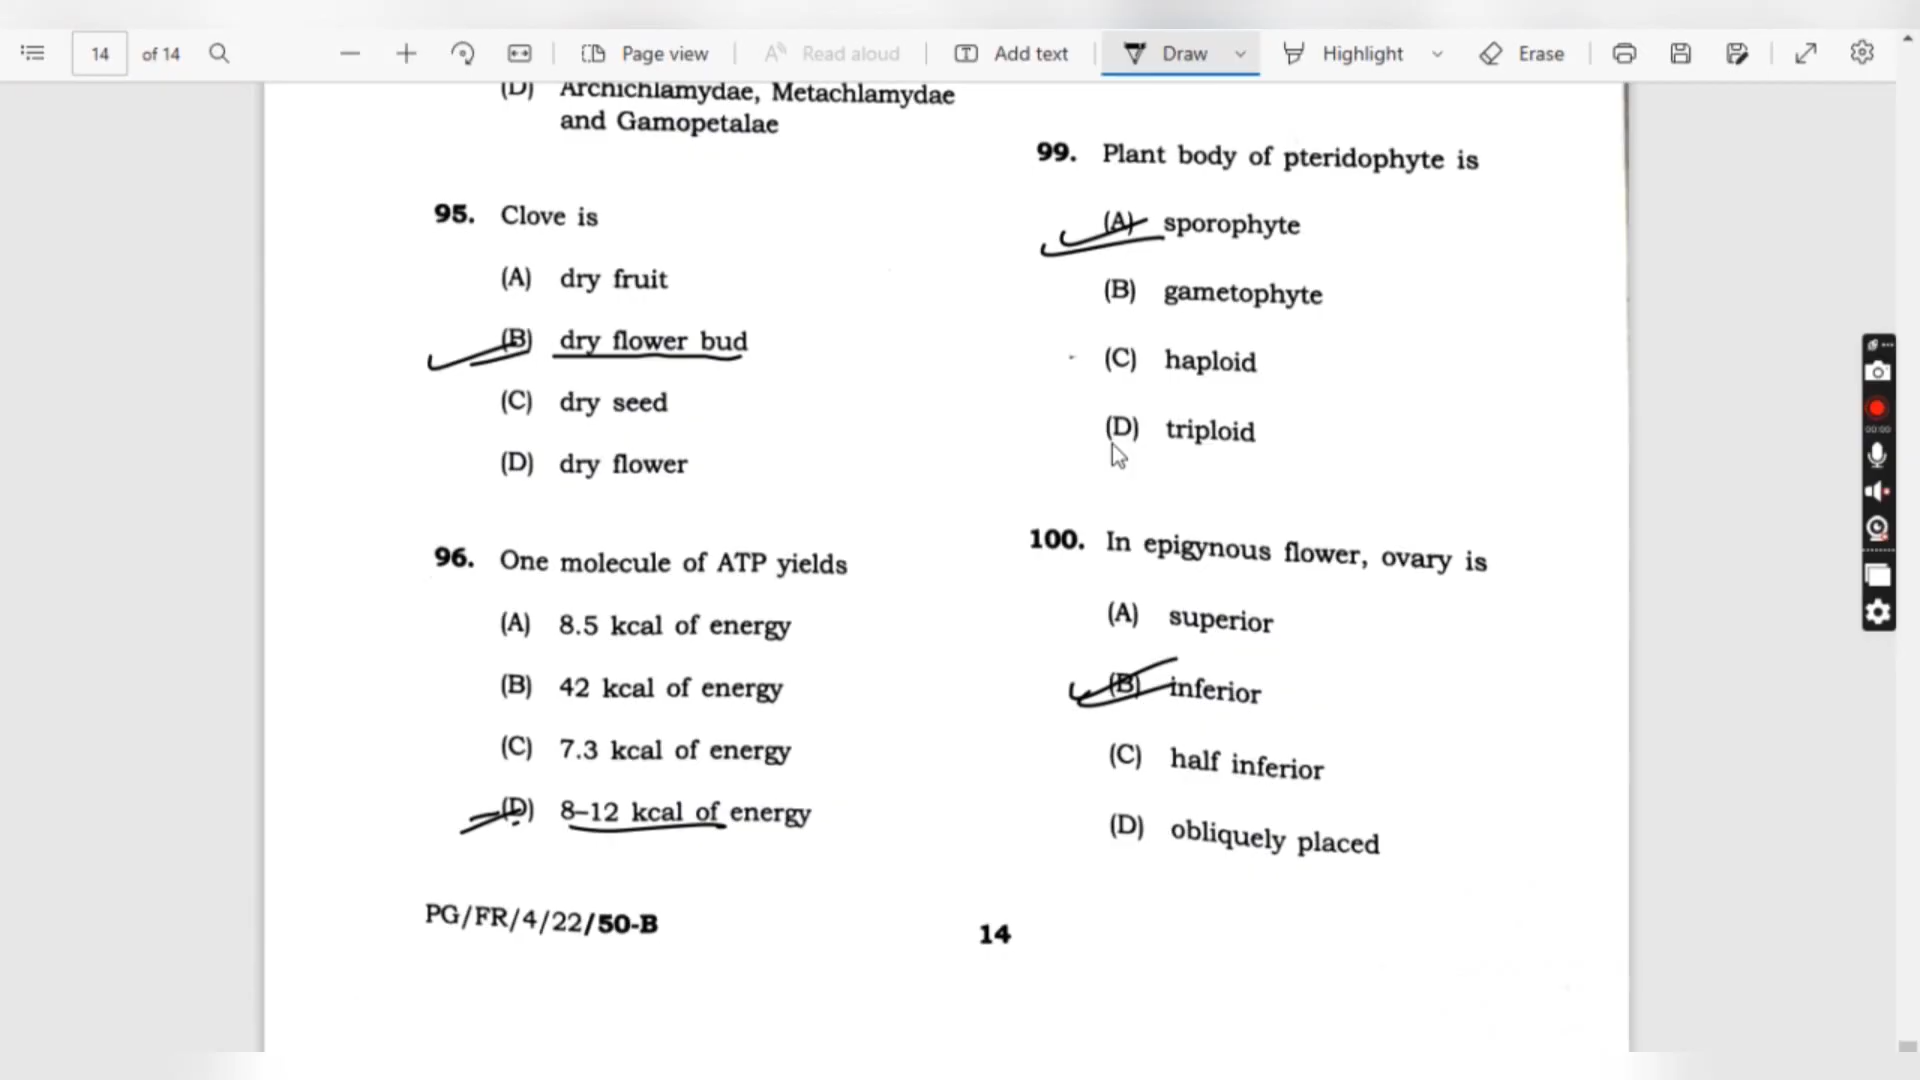 14 of 14 Page view Read aloud Add text Draw Highlight Erase
(D) Archichlamydae, Metachlamydae
and Gamopetalae
95. Clove is
(A) dry fruit
(B) dry flower bud
(C) dry seed
(D) dry flower
96. One molecule of ATP yields
(A) 8.5 kcal of energy
(B) 42 kcal of energy
(C) 7.3 kcal of energy
(D) 8–12 kcal of energy
99. Plant body of pteridophyte is
(A) sporophyte
(B) gametophyte
(C) haploid
(D) triploid
100. In epigynous flower, ovary is
(A) superior
(B) inferior
(C) half inferior
(D) obliquely placed
PG/FR/4/22/50-B
14
00:00